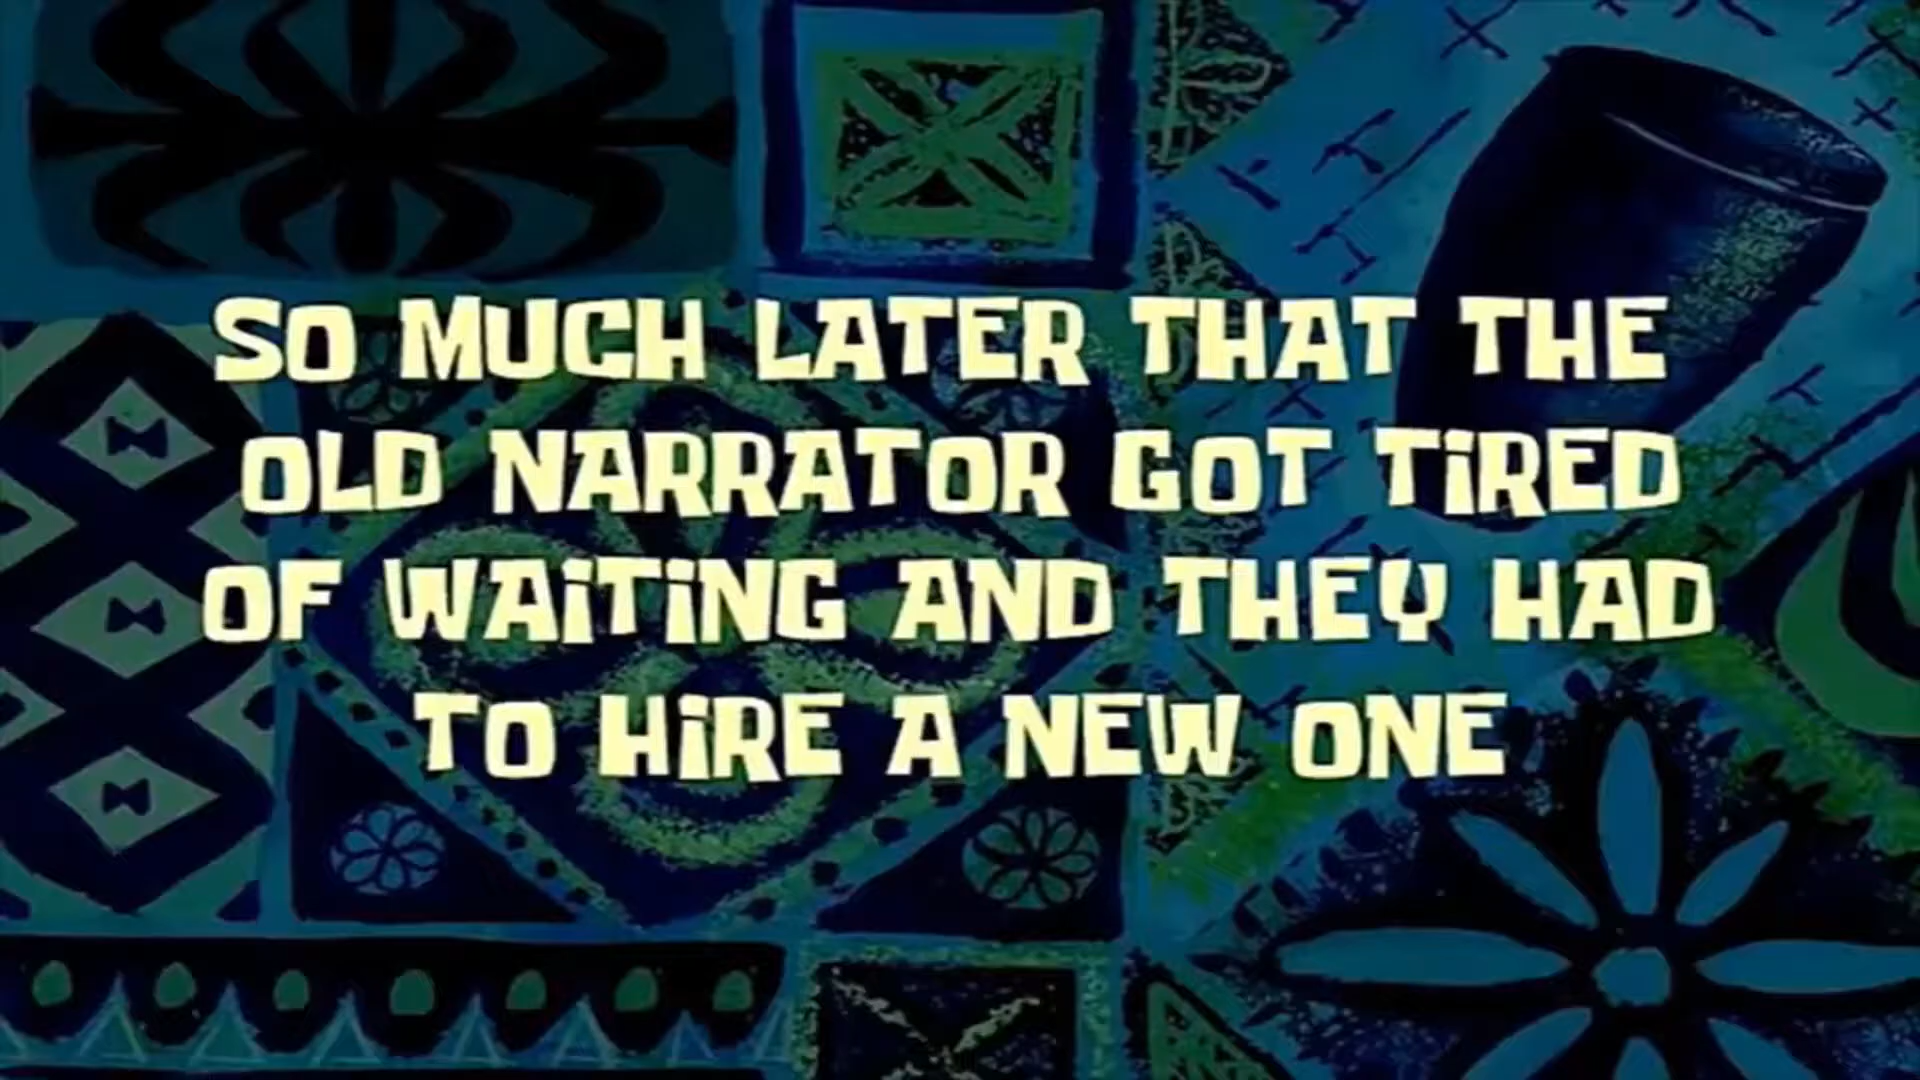 SO MUCH LATER THAT THE
OLD NARRATOR GOT TIRED
OF WAITING AND THEY HAD
TO HIRE A NEW ONE